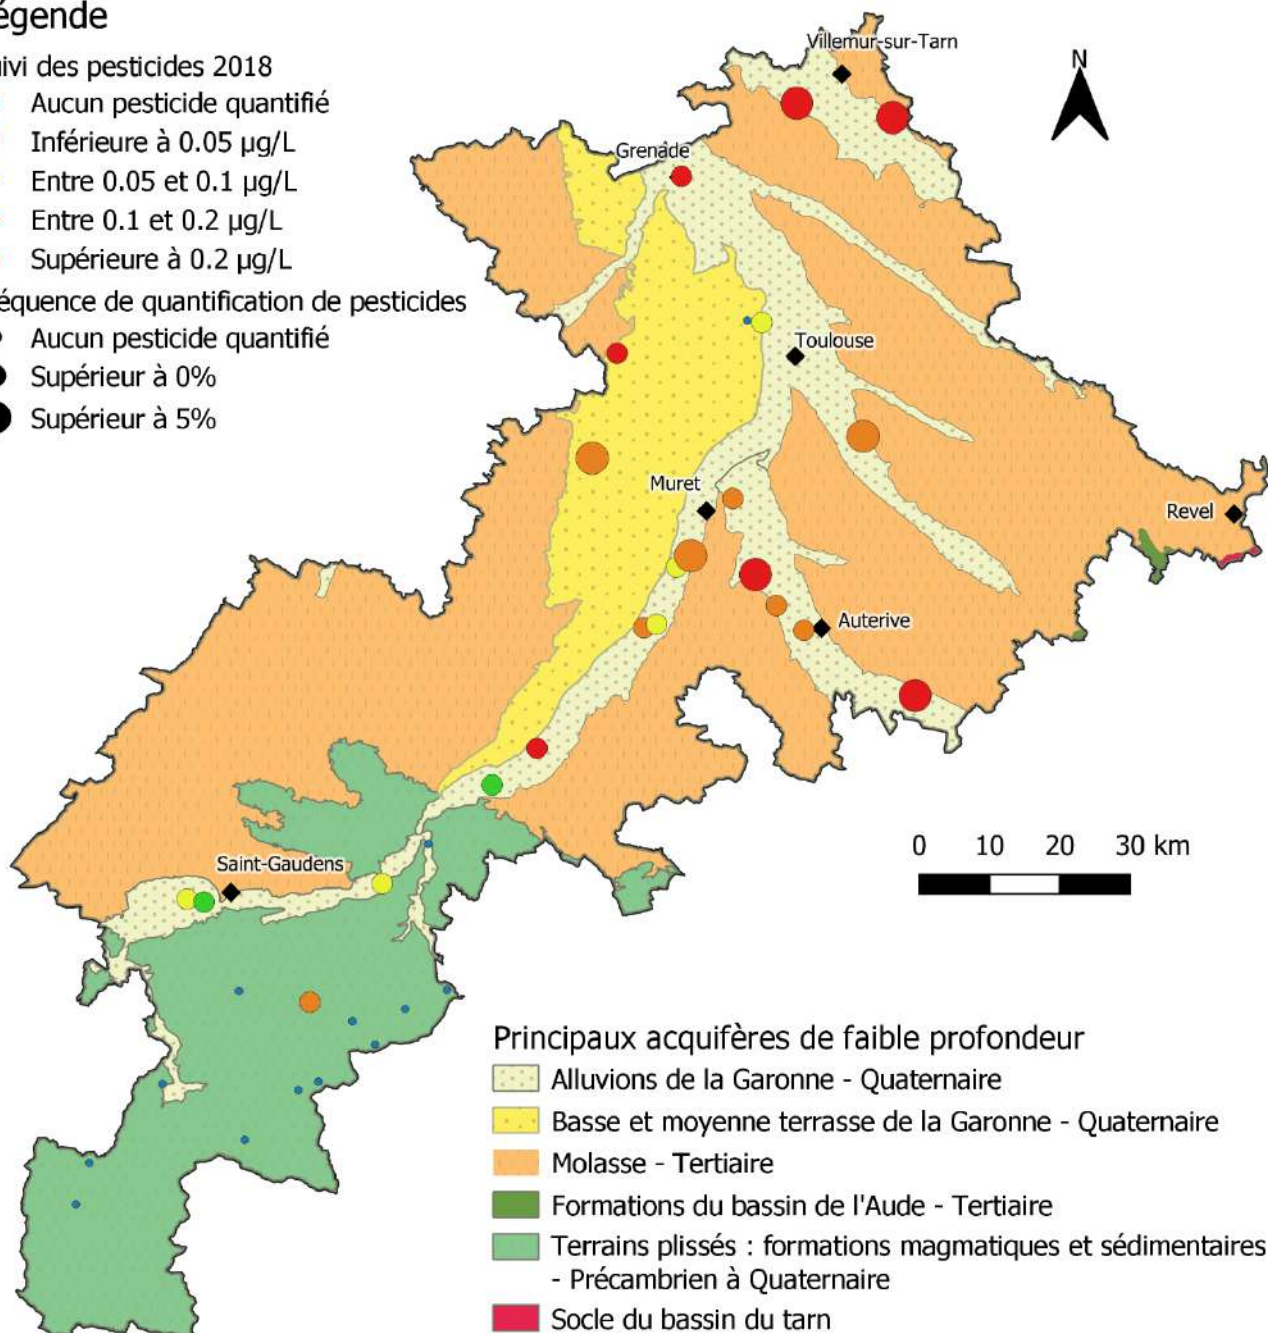 égende
ivi des pesticides 2018
Aucun pesticide quantifié
Inférieure à 0.05 µg/L
Entre 0.05 et 0.1 µg/L
Entre 0.1 et 0.2 µg/L
Supérieure à 0.2 µg/L
équence de quantification de pesticides
Aucun pesticide quantifié
Supérieur à 0%
Supérieur à 5%
Villemur-sur-Tarn
N
Grenade
Toulouse
Muret
Revel
Auterive
Saint-Gaudens
0 10 20 30 km
Principaux acquifères de faible profondeur
Alluvions de la Garonne - Quaternaire
Basse et moyenne terrasse de la Garonne - Quaternaire
Molasse - Tertiaire
Formations du bassin de l'Aude - Tertiaire
Terrains plissés : formations magmatiques et sédimentaires
- Précambrien à Quaternaire
Socle du bassin du tarn